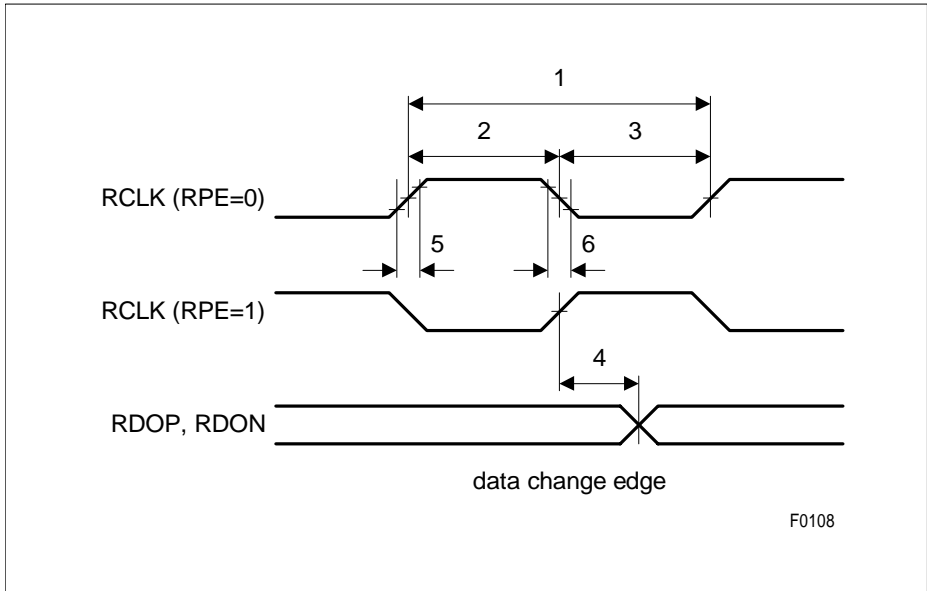 1
2
3
RCLK (RPE=0)
5
6
RCLK (RPE=1)
4
RDOP, RDON
data change edge
F0108